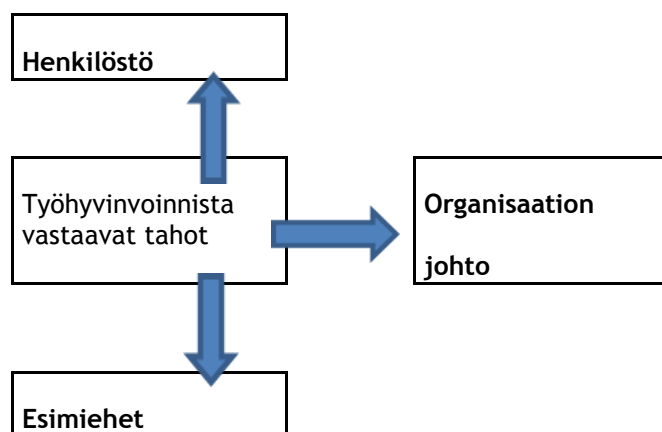 Henkilöstö
Työhyvinvoinnista
vastaavat tahot
Organisaation
johto
Esimiehet